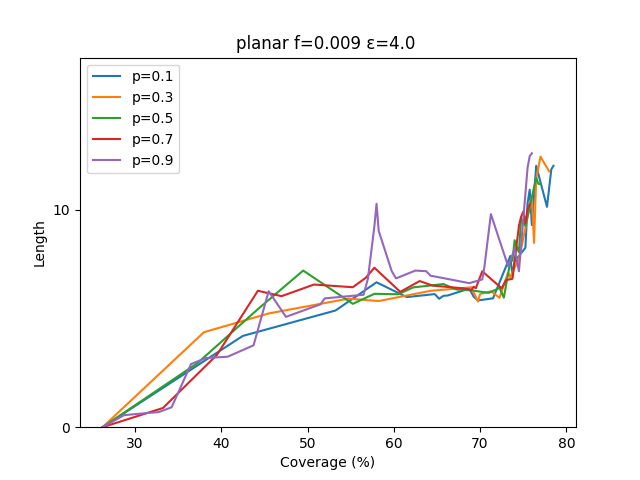 planar f=0.009 ε=4.0
p=0.1
p=0.3
p=0.5
p=0.7
p=0.9
10
0
Length
30 40 50 60 70 80
Coverage (%)